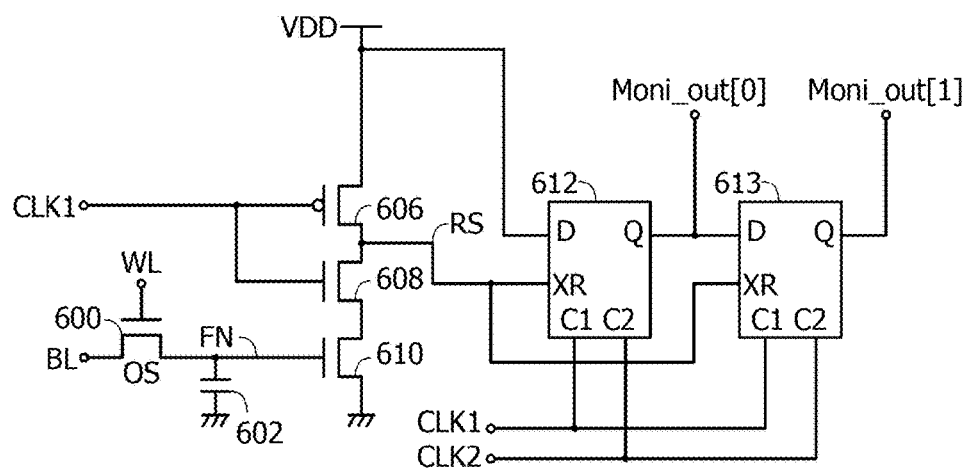 VDD
Moni_out[0]
Moni_out[1]
612
613
CLK1
606
RS
D
Q
D
Q
WL
608
XR
XR
600
C1
C2
C1
C2
FN
BL
OS
610
602
CLK1
CLK2